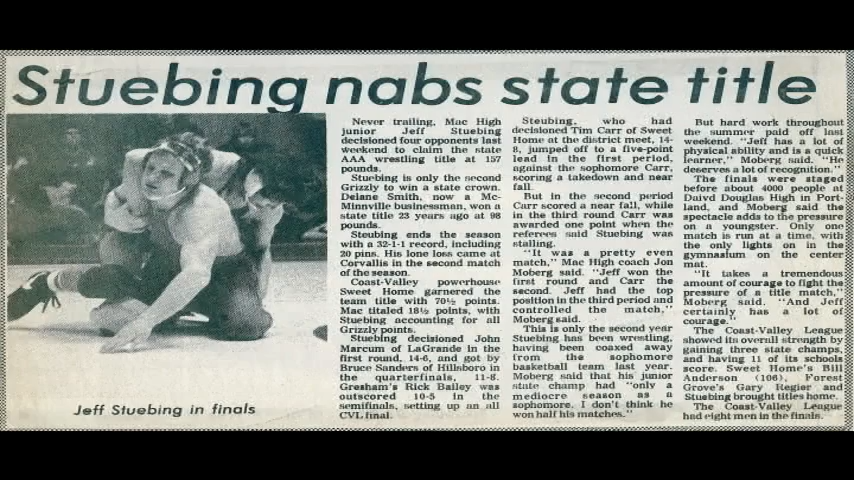 Stuebing nabs state title
Never trailing, Mac High
junior Jeff Stuebing
decisioned four opponents last
weekend to claim the state
AAA wrestling title at 157
pounds.
Stuebing is only the second
Grizzly to win a state crown.
Delane Smith, now a Mc-
Minnville businessman, won a
state title 23 years ago at 98
pounds.
Steubing ends the season
with a 32-1-1 record, including
20 pins. His lone loss came at
Corvallis in the second match
of the season.
Coast-Valley powerhouse
Sweet Home garnered the
team title with 70½ points.
Mac titaled 18½ points, with
Stuebing accounting for all
Grizzly points.
Stuebing decisioned John
Marcum of LaGrande in the
first round, 14-6, and got by
Bruce Sanders of Hillsboro in
the quarterfinals, 11-8.
Gresham's Rick Bailey was
outscored 10-5 in the
semifinals, setting up an all
CVL final.
Steubing, who had
decisioned Tim Carr of Sweet
Home at the district meet, 14-
8, jumped off to a five-point
lead in the first period,
against the sophomore Carr,
scoring a takedown and near
fall.
But in the second period
Carr scored a near fall, while
in the third round Carr was
awarded one point when the
referees said Stuebing was
stalling.
"It was a pretty even
match," Mac High coach Jon
Moberg said. "Jeff won the
first round and Carr the
second. Jeff had the top
position in the third period and
controlled the match,"
Moberg said.
This is only the second year
Stuebing has been wrestling,
having been coaxed away
from the sophomore
basketball team last year.
Moberg said that his junior
state champ had "only a
mediocre season as a
sophomore. I don't think he
won half his matches."
But hard work throughout
the summer paid off last
weekend. "Jeff has a lot of
physical ability and is a quick
learner," Moberg said. "He
deserves a lot of recognition."
The finals were staged
before about 4000 people at
Daivd Douglas High in Port-
land, and Moberg said the
spectacle adds to the pressure
on a youngster. Only one
match is run at a time, with
the only lights on in the
gymnasium on the center
mat.
"It takes a tremendous
amount of courage to fight the
pressure of a title match,"
Moberg said. "And Jeff
certainly has a lot of
courage."
The Coast-Valley League
showed its overall strength by
gaining three state champs,
and having 11 of its schools
score. Sweet Home's Bill
Anderson (106), Forest
Grove's Gary Regier and
Stuebing brought titles home.
The Coast-Valley League
had eight men in the finals.
Jeff Stuebing in finals